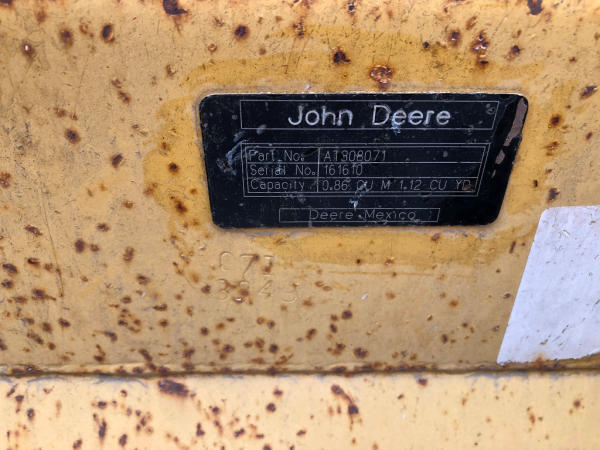 John Deere
Part No. AT308071
Serial No. 161610
Capacity 0.86 CU M 1.12 CU YD
Deere Mexico